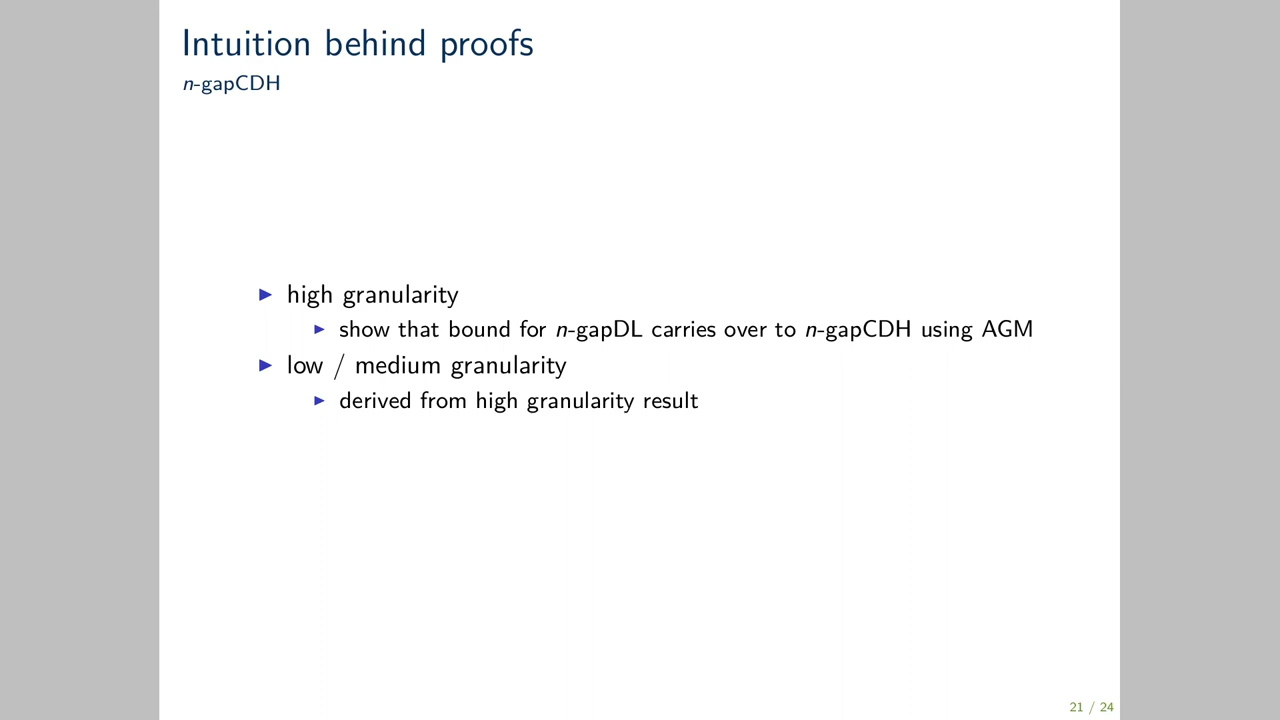 Intuition behind proofs
n-gapCDH
▶ high granularity
▶ show that bound for n-gapDL carries over to n-gapCDH using AGM
▶ low / medium granularity
▶ derived from high granularity result
21 / 24